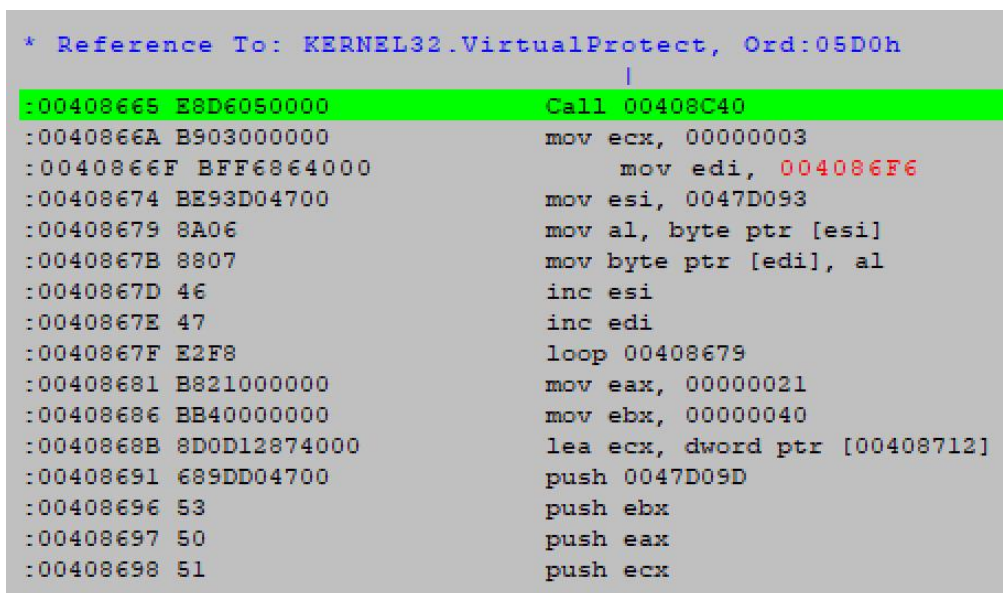 * Reference To: KERNEL32.VirtualProtect, Ord:05D0h
|
:00408665 E8D6050000 Call 00408C40
:0040866A B903000000 mov ecx, 00000003
:0040866F BFF6864000 mov edi, 004086F6
:00408674 BE93D04700 mov esi, 0047D093
:00408679 8A06 mov al, byte ptr [esi]
:0040867B 8807 mov byte ptr [edi], al
:0040867D 46 inc esi
:0040867E 47 inc edi
:0040867F E2F8 loop 00408679
:00408681 B821000000 mov eax, 00000021
:00408686 BB40000000 mov ebx, 00000040
:0040868B 8D0D12874000 lea ecx, dword ptr [00408712]
:00408691 689DD04700 push 0047D09D
:00408696 53 push ebx
:00408697 50 push eax
:00408698 51 push ecx